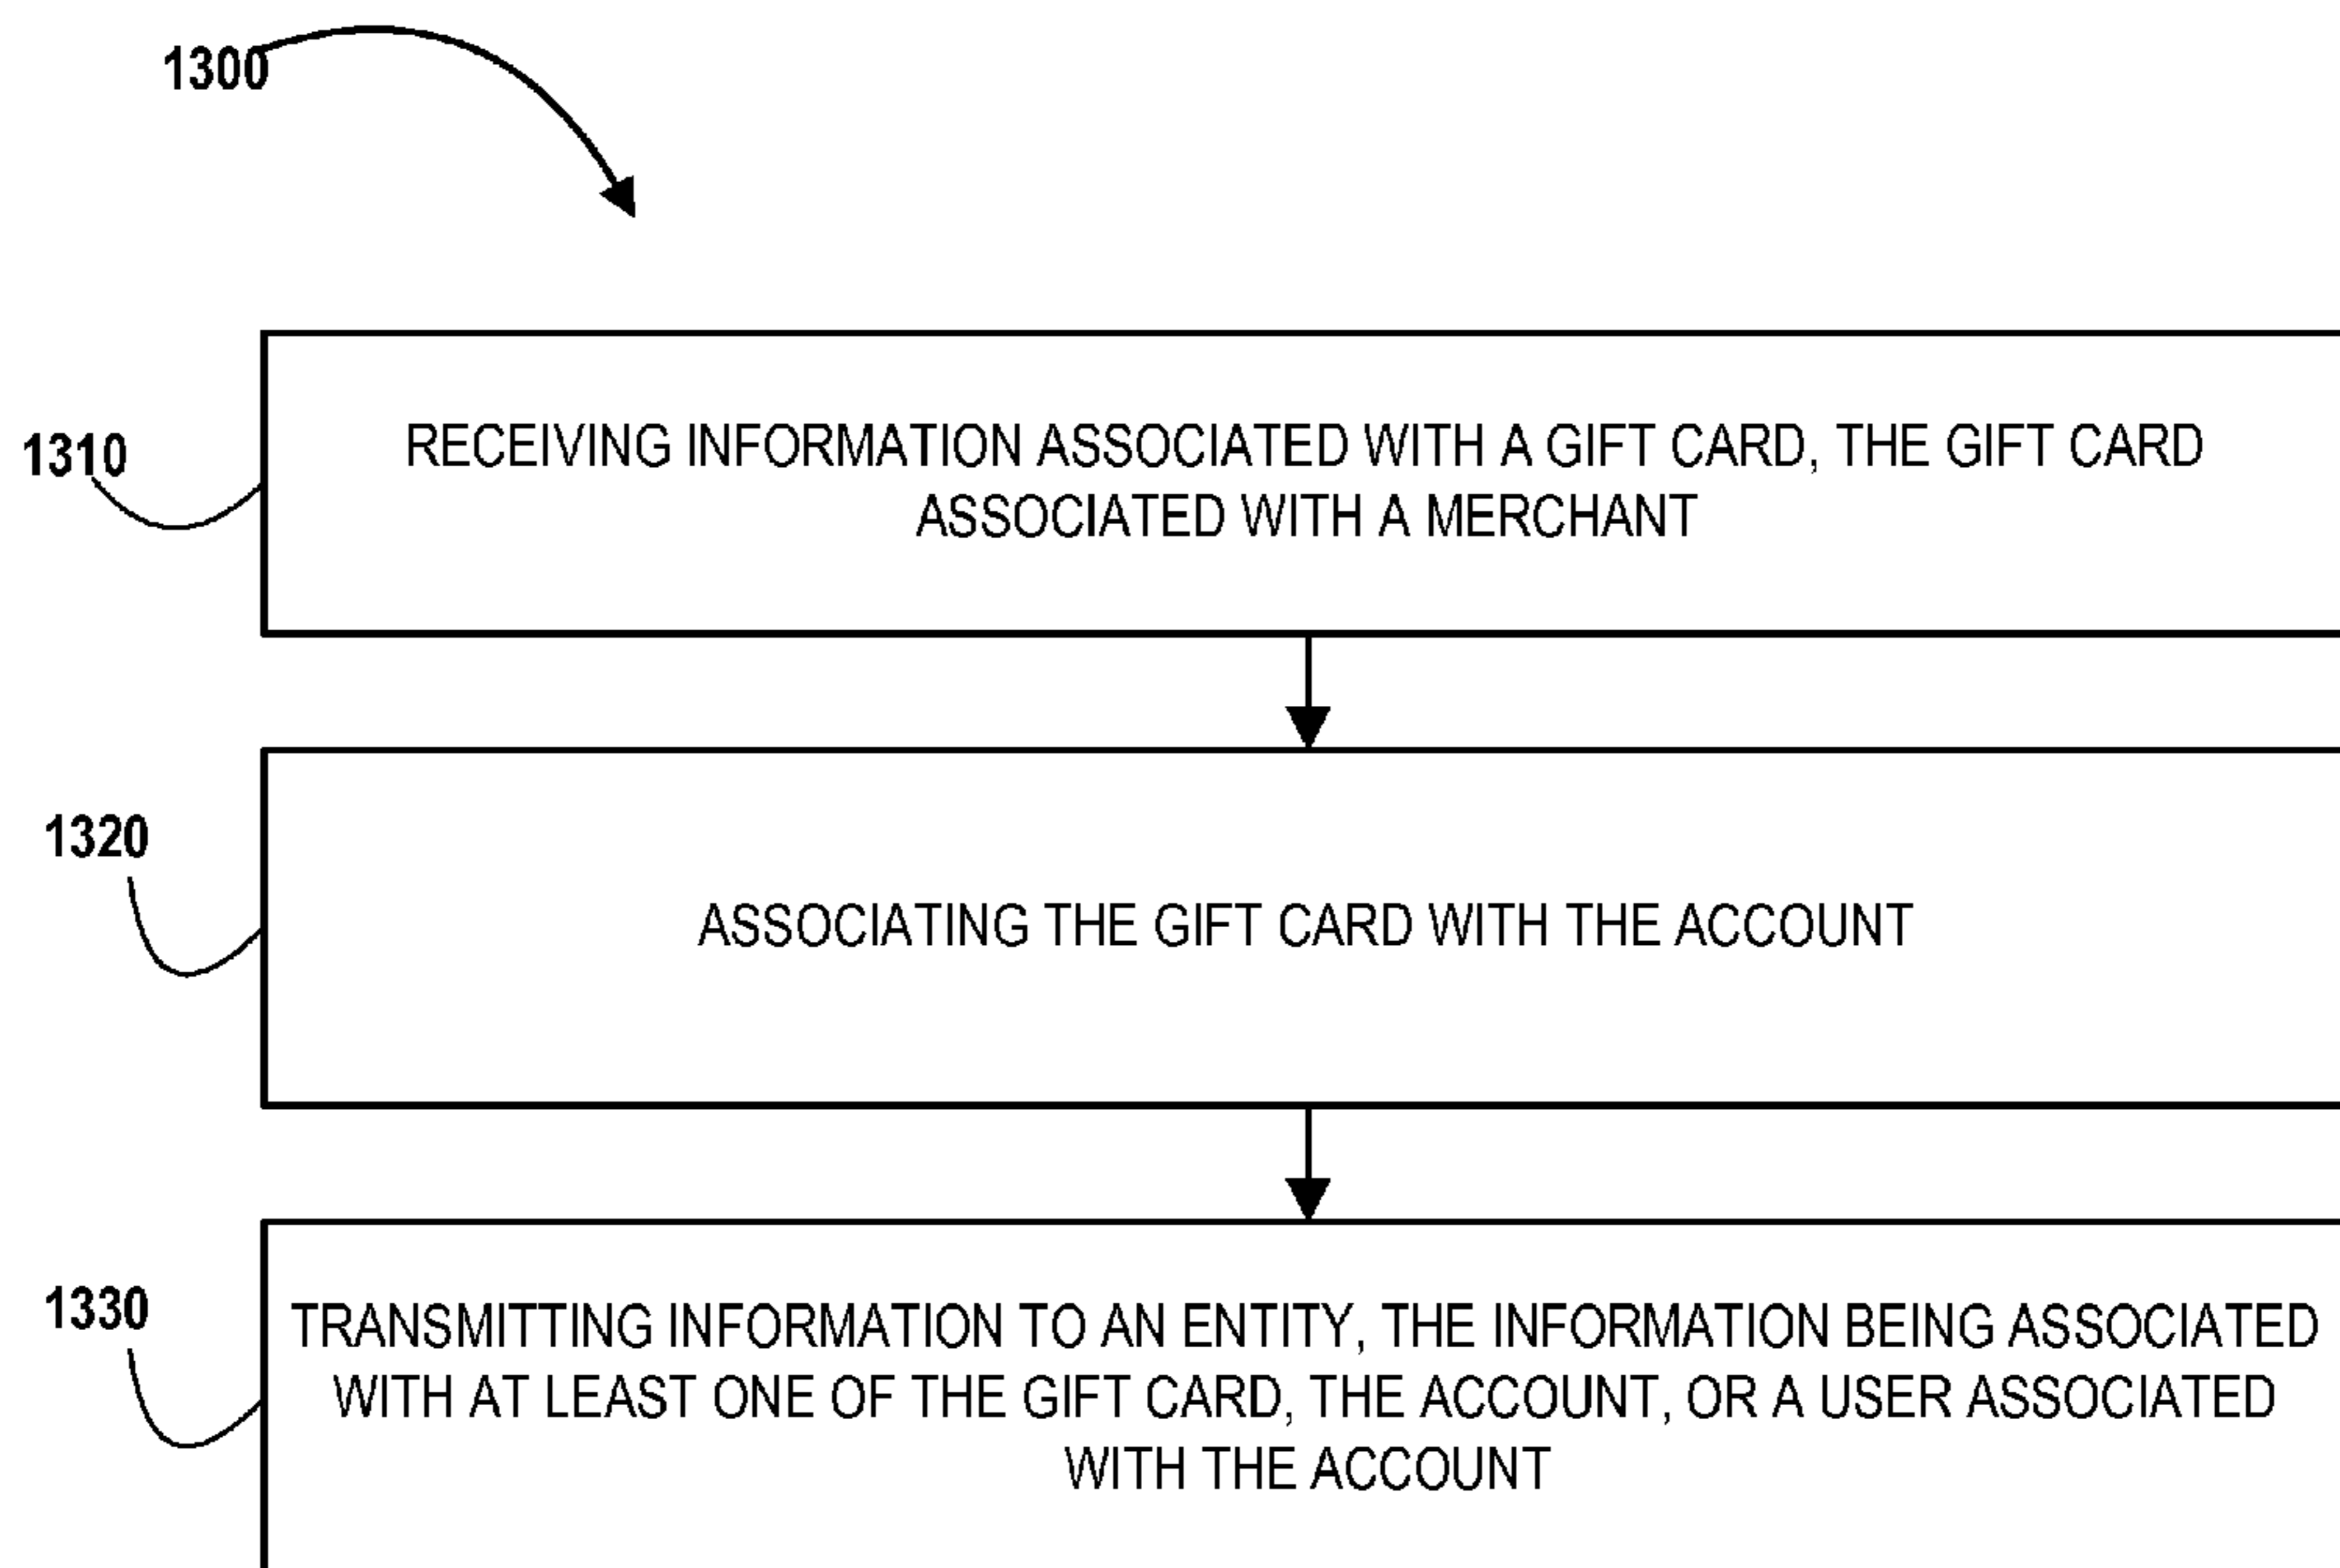 1300
1310
RECEIVING INFORMATION ASSOCIATED WITH A GIFT CARD, THE GIFT CARD
ASSOCIATED WITH A MERCHANT
1320
ASSOCIATING THE GIFT CARD WITH THE ACCOUNT
1330
TRANSMITTING INFORMATION TO AN ENTITY, THE INFORMATION BEING ASSOCIATED
WITH AT LEAST ONE OF THE GIFT CARD, THE ACCOUNT, OR A USER ASSOCIATED
WITH THE ACCOUNT